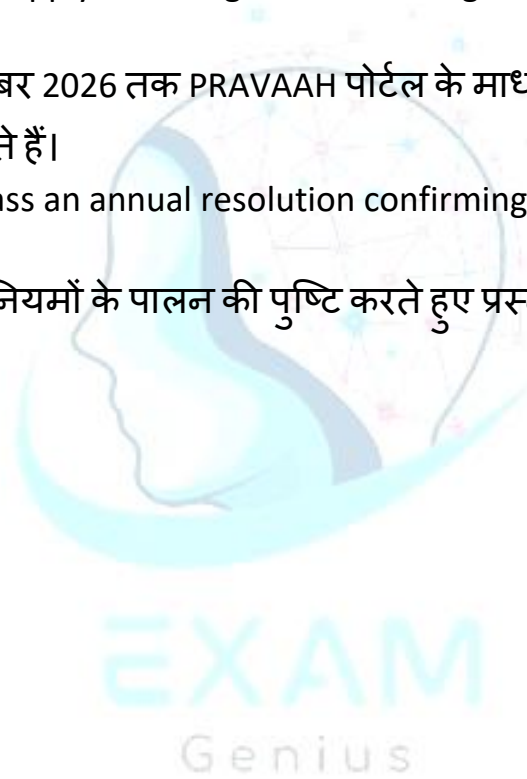 बर 2026 तक PRAVAAH पोर्टल के माध
ते हैं।
ss an annual resolution confirming
नियमों के पालन की पुष्टि करते हुए प्रस्
EXAM
Genius